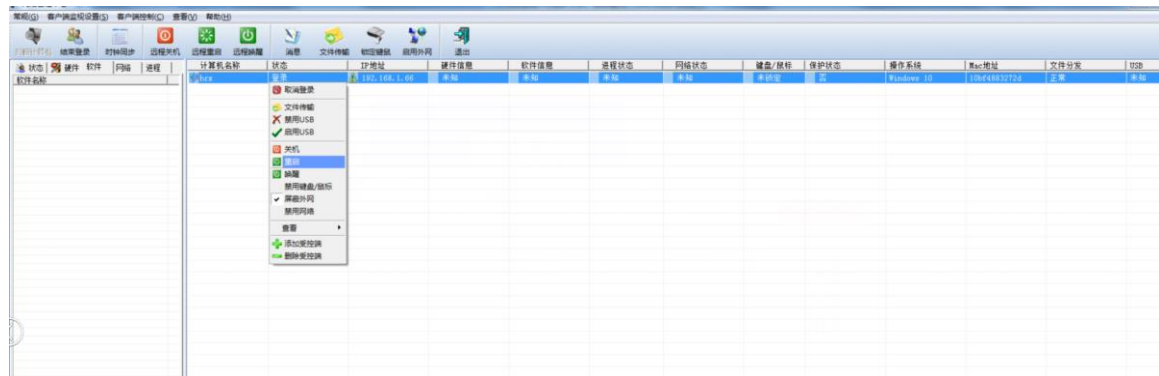 常规(G) 客户端监视设置(S) 客户端控制(C) 查看(V) 帮助(H)
结束登录 时钟同步 远程关机 远程重启 远程唤醒 消息 文件传输 锁定键鼠 启用外网 退出
状态 硬件 软件 网络 进程
软件名称
计算机名称 状态 IP地址 硬件信息 软件信息 进程状态 网络状态 键盘/鼠标 保护状态 操作系统 Mac地址 文件分发 USB
hcx 登录 192.168.1.66 未知 未知 未知 未知 未锁定 否 Windows 10 正常 未知
取消登录
文件传输
禁用USB
启用USB
关机
重启
唤醒
禁用键盘/鼠标
屏蔽外网
禁用网络
查看
添加受控端
删除受控端